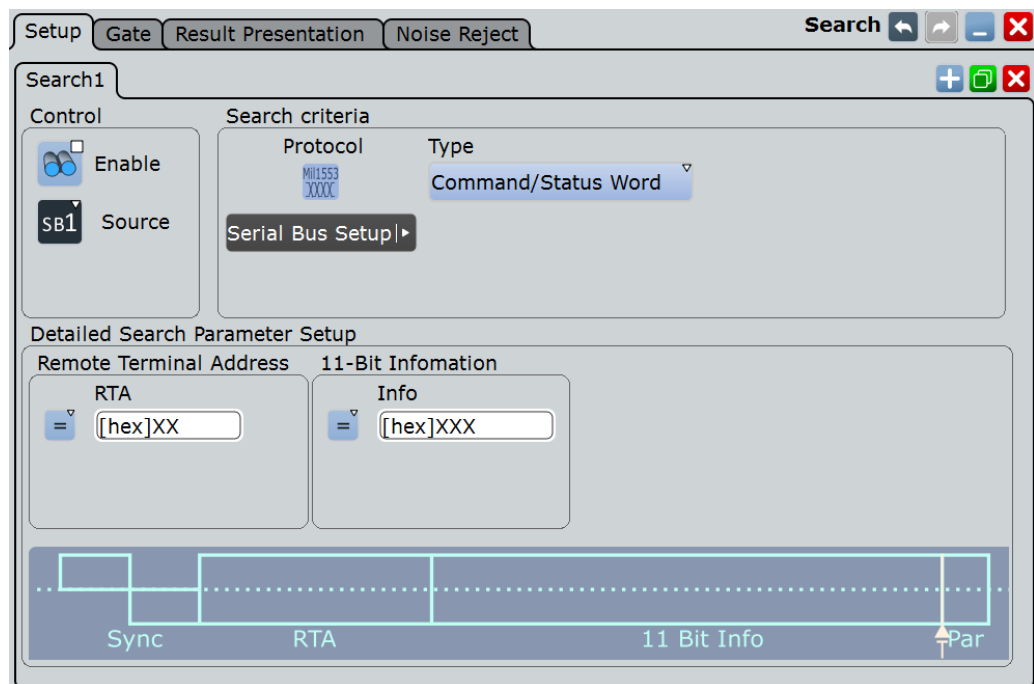 Setup Gate Result Presentation Noise Reject Search
Search1
Control Search criteria
Protocol Type
Enable Mil1553 Command/Status Word
XXXX
SB1 Source Serial Bus Setup
Detailed Search Parameter Setup
Remote Terminal Address 11-Bit Infomation
RTA Info
= [hex]XX = [hex]XXX
Sync RTA 11 Bit Info Par